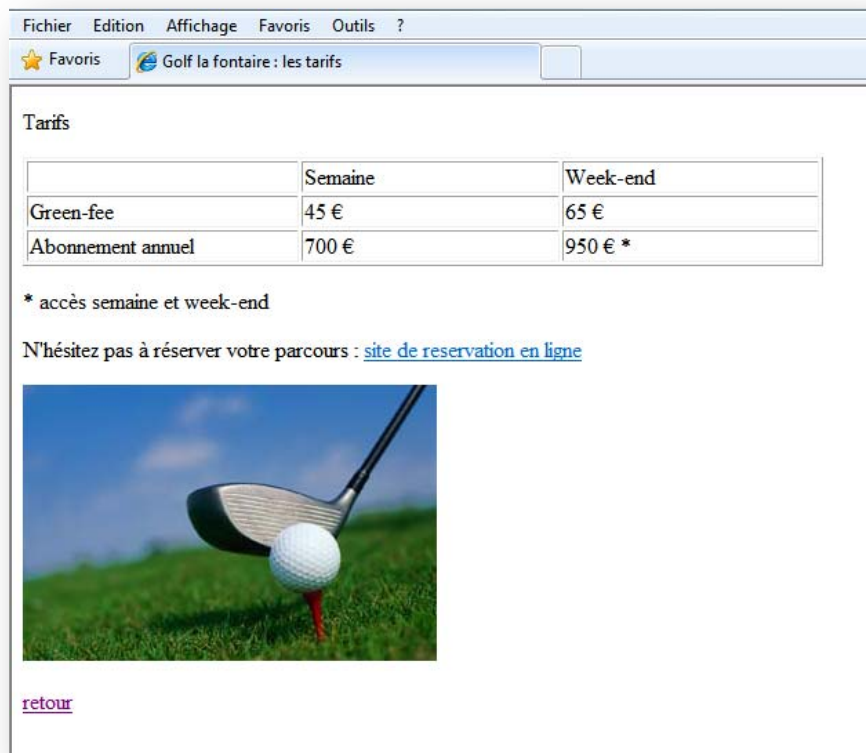 Fichier Edition Affichage Favoris Outils ?
Favoris Golf la fontaire : les tarifs
Tarifs
Semaine Week-end
Green-fee 45 € 65 €
Abonnement annuel 700 € 950 € *
* accès semaine et week-end
N'hésitez pas à réserver votre parcours : site de reservation en ligne
retour